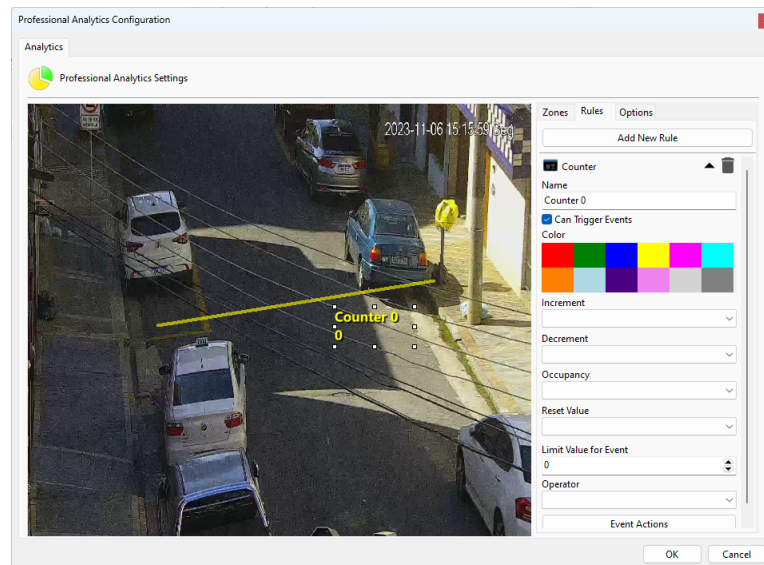 Professional Analytics Configuration
Analytics
Professional Analytics Settings
2023-11-06 15:15:59 Seg
Counter 0
0
Zones
Rules
Options
Add New Rule
Counter
Name
Counter 0
Can Trigger Events
Color
Increment
Decrement
Occupancy
Reset Value
Limit Value for Event
0
Operator
Event Actions
OK
Cancel